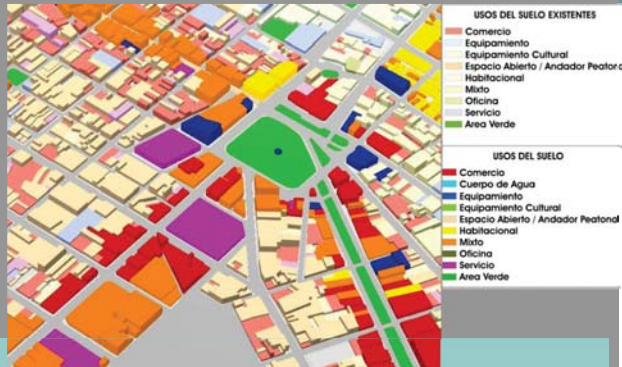 USOS DEL SUELO EXISTENTES
Comercio
Equipamiento
Equipamiento Cultural
Espacio Abierto / Andador Peatona
Habitacional
Mixto
Oficina
Servicio
Area Verde
USOS DEL SUELO
Comercio
Cuerpo de Agua
Equipamiento
Equipamiento Cultural
Espacio Abierto / Andador Peatonal
Habitacional
Mixto
Oficina
Servicio
Area Verde